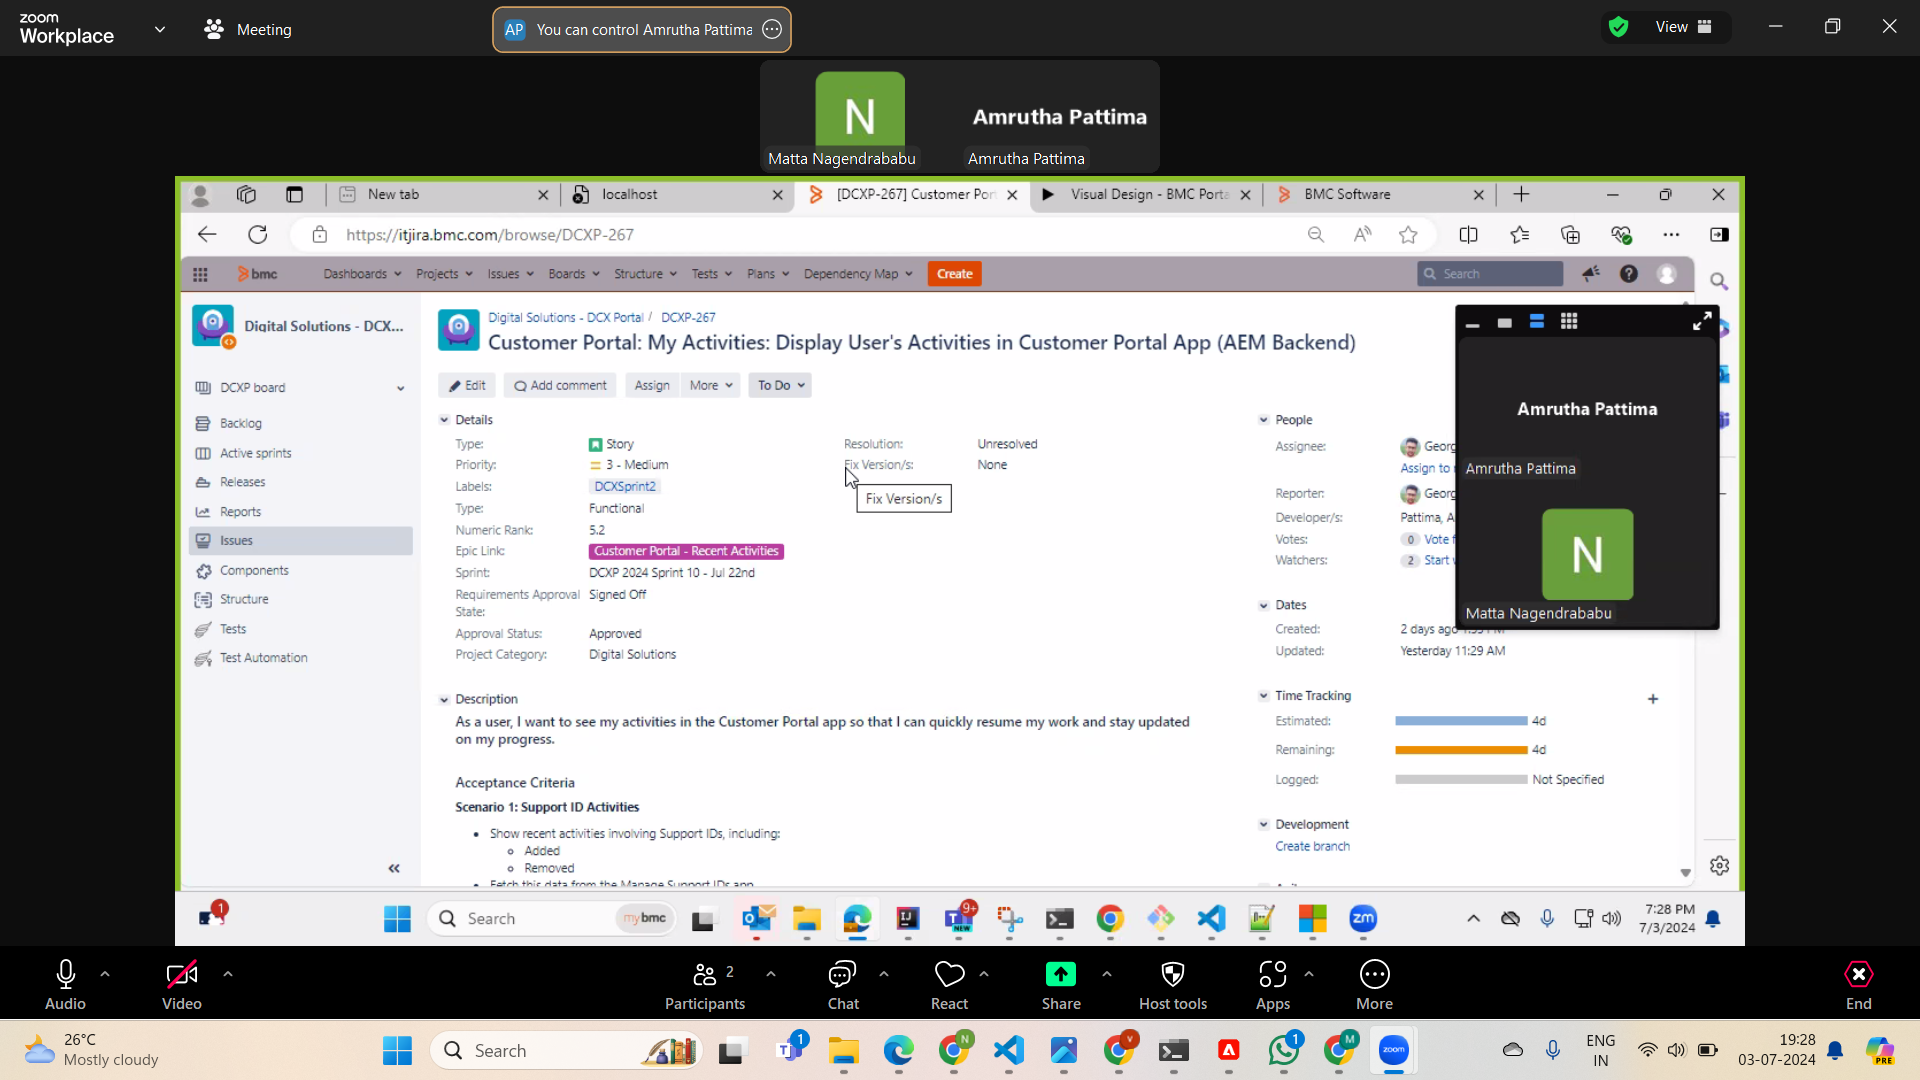 zoom
Workplace
Meeting
AP You can control Amrutha Pattima
View
N
Matta Nagendrababu
Amrutha Pattima
Amrutha Pattima
New tab
localhost
[DCXP-267] Customer Por
Visual Design - BMC Porta
BMC Software
https://itjira.bmc.com/browse/DCXP-267
bmc Dashboards Projects Issues Boards Structure Tests Plans Dependency Map Create Search
Digital Solutions - DCX...
DCXP board
Backlog
Active sprints
Releases
Reports
Issues
Components
Structure
Tests
Test Automation
Digital Solutions - DCX Portal / DCXP-267
Customer Portal: My Activities: Display User's Activities in Customer Portal App (AEM Backend)
Edit Add comment Assign More To Do
Details
Type: Story Resolution: Unresolved
Priority: 3 - Medium Fix Version/s: None
Labels: DCXSprint2
Fix Version/s
Type: Functional
Numeric Rank: 5.2
Epic Link: Customer Portal - Recent Activities
Sprint: DCXP 2024 Sprint 10 - Jul 22nd
Requirements Approval Signed Off
State:
Approval Status: Approved
Project Category: Digital Solutions
Description
As a user, I want to see my activities in the Customer Portal app so that I can quickly resume my work and stay updated
on my progress.
Acceptance Criteria
Scenario 1: Support ID Activities
• Show recent activities involving Support IDs, including:
Added
Removed
• Fetch this data from the Manage Support IDs app
People
Assignee: Georg
Assign to
Reporter: Georg
Developer/s: Pattima, A
Votes: 0 Vote f
Watchers: 2 Start
Dates
Created: 2 days ago
Updated: Yesterday 11:29 AM
Time Tracking
Estimated: 4d
Remaining: 4d
Logged: Not Specified
Development
Create branch
Amrutha Pattima
Amrutha Pattima
N
Matta Nagendrababu
1
Search
mybmc
NEW
9+
zm
7:28 PM
7/3/2024
Audio
Video
Participants 2
Chat
React
Share
Host tools
Apps
More
End
26°C
Mostly cloudy
Search
1
N
V
1
M
zoom
ENG
IN
19:28
03-07-2024
PRE